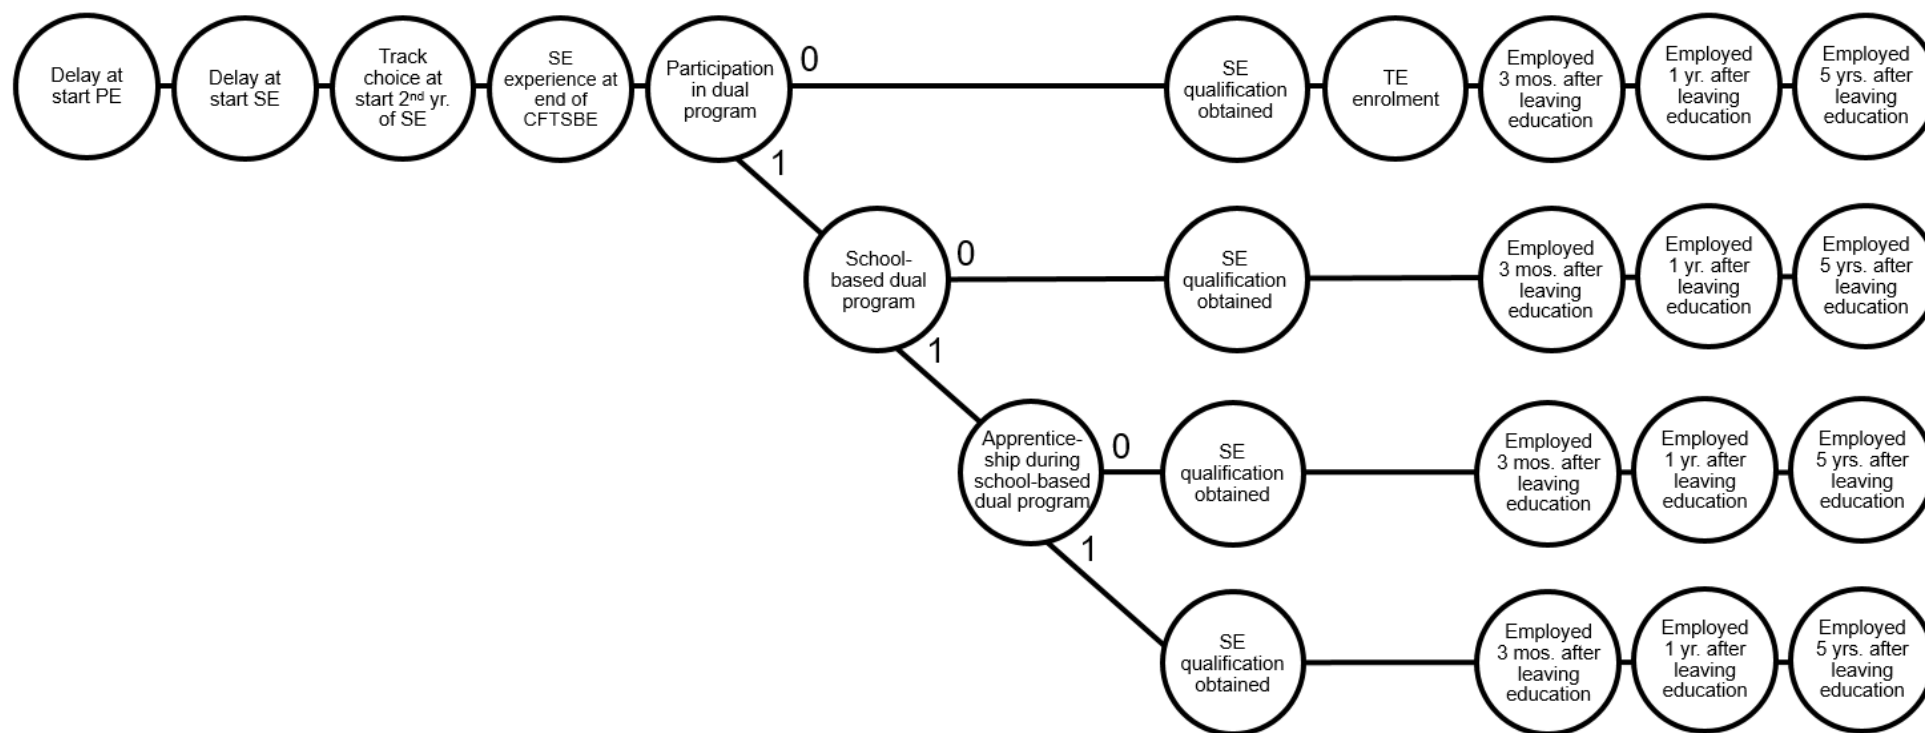 Delay at
start PE
Delay at
start SE
Track
choice at
start 2nd yr.
of SE
SE
experience at
end of
CFTSBE
Participation
in dual
program
0
SE
qualification
obtained
TE
enrolment
Employed
3 mos. after
leaving
education
Employed
1 yr. after
leaving
education
Employed
5 yrs. after
leaving
education
1
School-
based dual
program
0
SE
qualification
obtained
Employed
3 mos. after
leaving
education
Employed
1 yr. after
leaving
education
Employed
5 yrs. after
leaving
education
1
Apprentice-
ship during
school-based
dual program
0
SE
qualification
obtained
Employed
3 mos. after
leaving
education
Employed
1 yr. after
leaving
education
Employed
5 yrs. after
leaving
education
1
SE
qualification
obtained
Employed
3 mos. after
leaving
education
Employed
1 yr. after
leaving
education
Employed
5 yrs. after
leaving
education